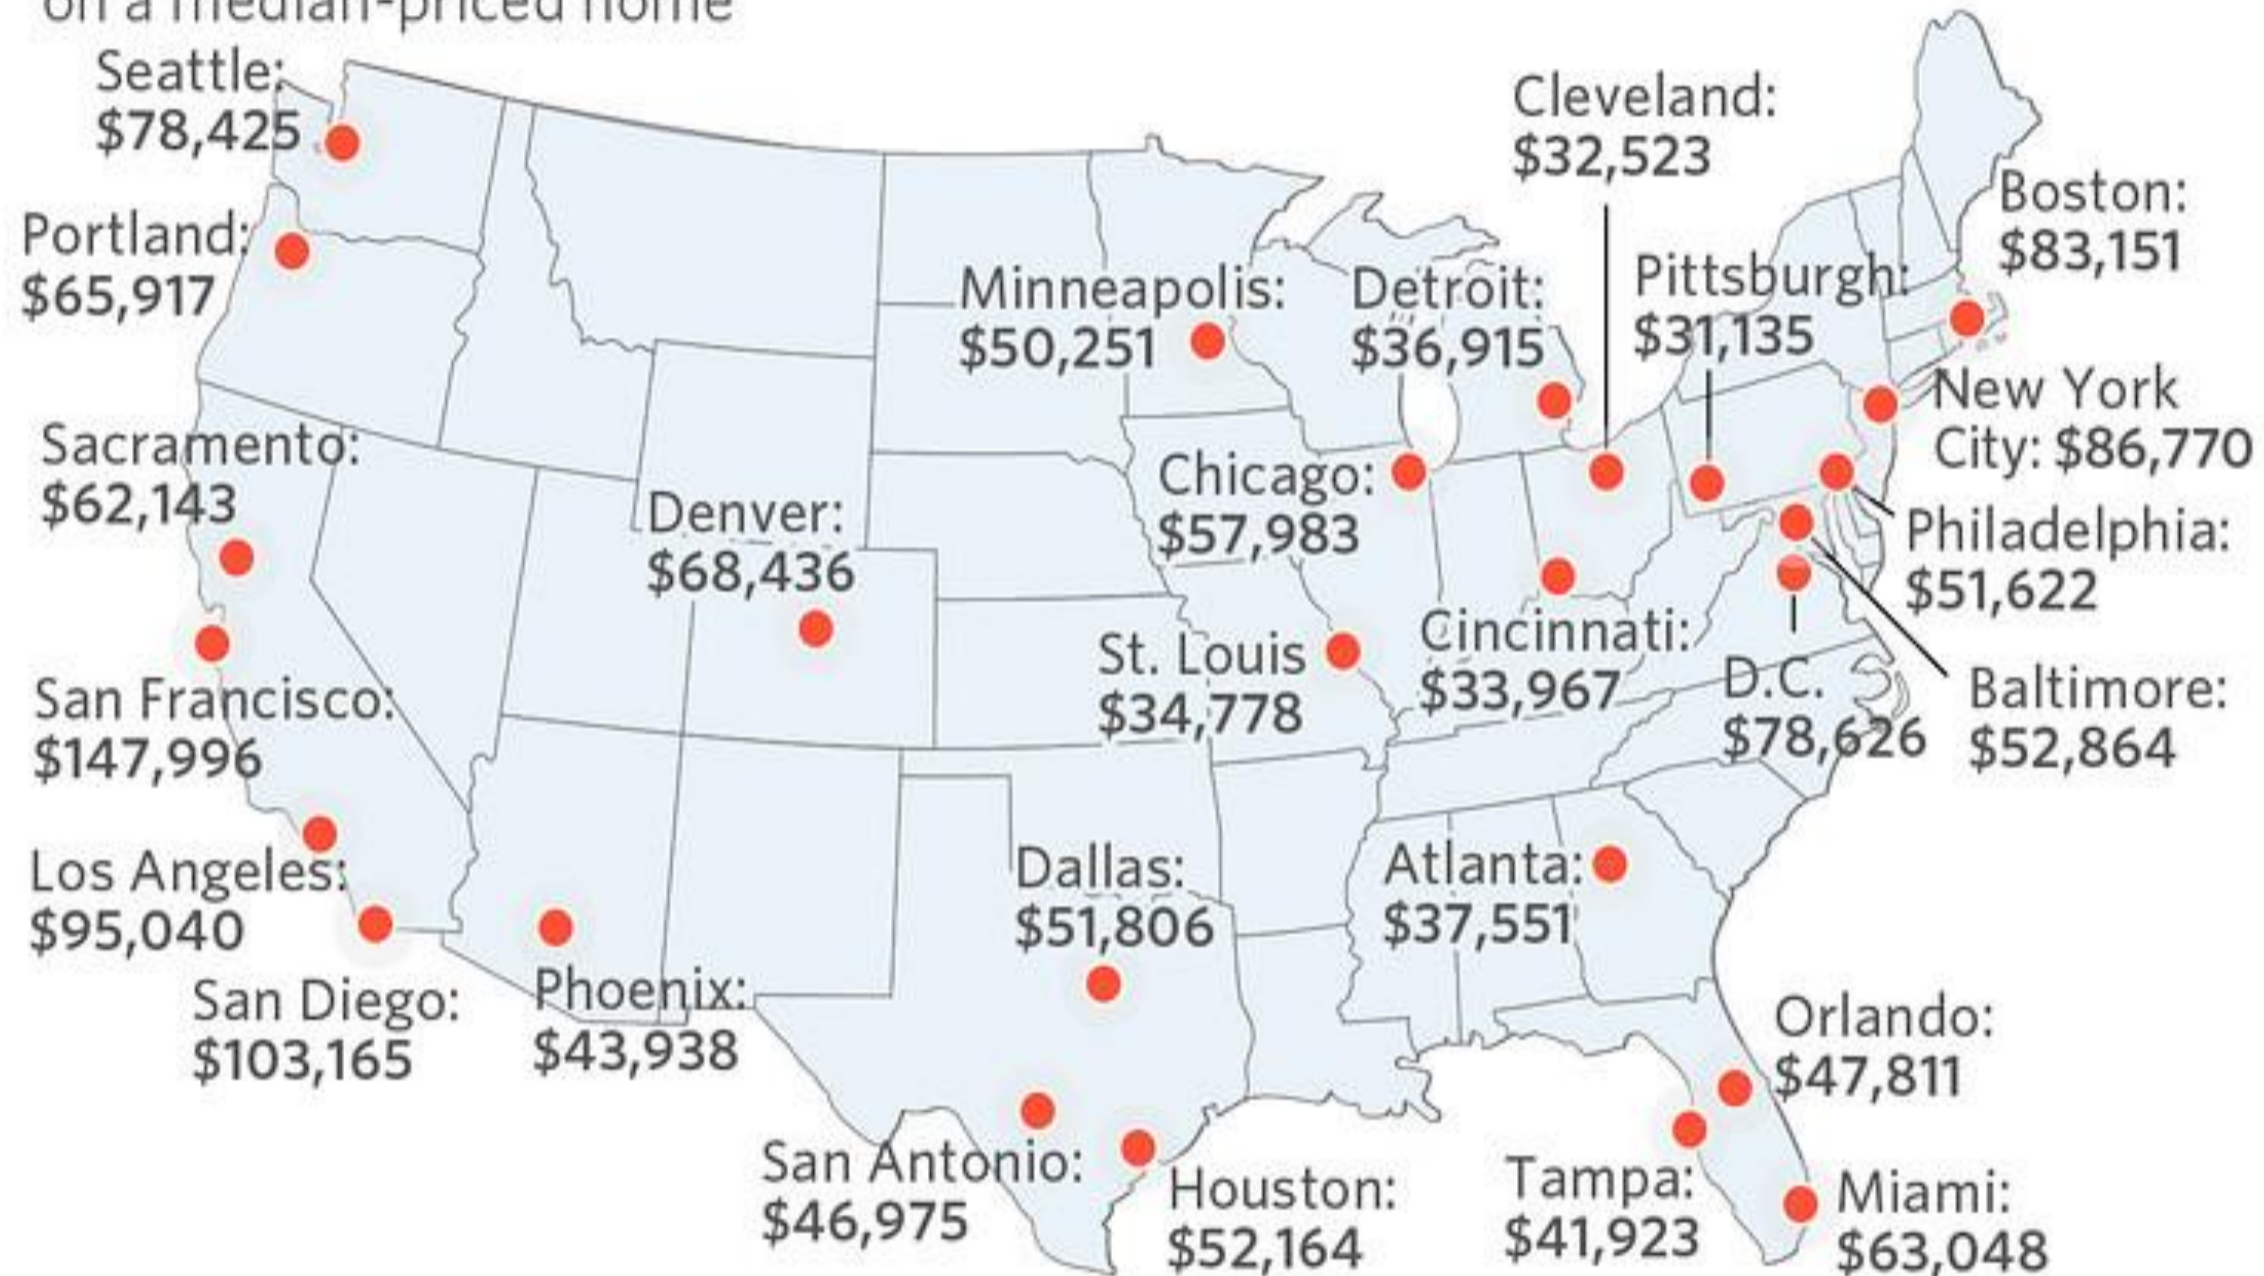 on a median-priced home
Seattle:
$78,425
Cleveland:
$32,523
Boston:
$83,151
Portland:
$65,917
Minneapolis:
$50,251
Detroit:
$36,915
Pittsburgh:
$31,135
New York
City: $86,770
Sacramento:
$62,143
Denver:
$68,436
Chicago:
$57,983
Philadelphia:
$51,622
St. Louis
$34,778
Cincinnati:
$33,967
D.C.
$78,626
Baltimore:
$52,864
San Francisco:
$147,996
Los Angeles:
$95,040
Dallas:
$51,806
Atlanta:
$37,551
San Diego:
$103,165
Phoenix:
$43,938
Orlando:
$47,811
San Antonio:
$46,975
Houston:
$52,164
Tampa:
$41,923
Miami:
$63,048